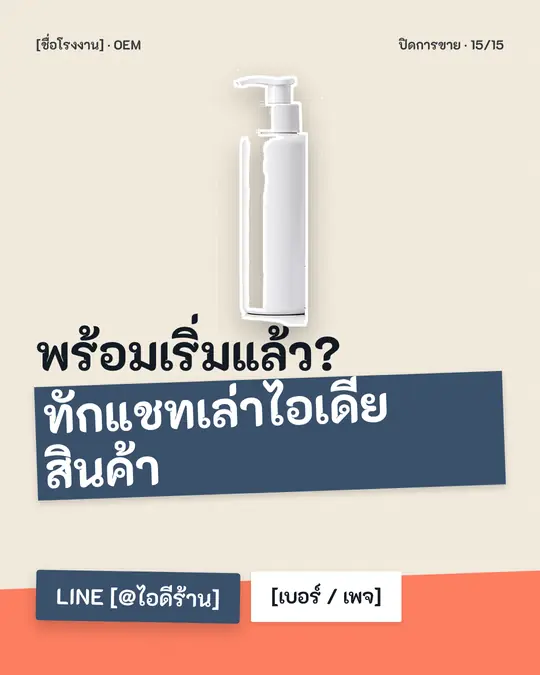 [ชื่อโรงงาน] · OEM
ปิดการขาย · 15/15
พร้อมเริ่มแล้ว?
ทักแชทเล่าไอเดีย
สินค้า
LINE [@ไอดีร้าน]
[เบอร์ / เพจ]